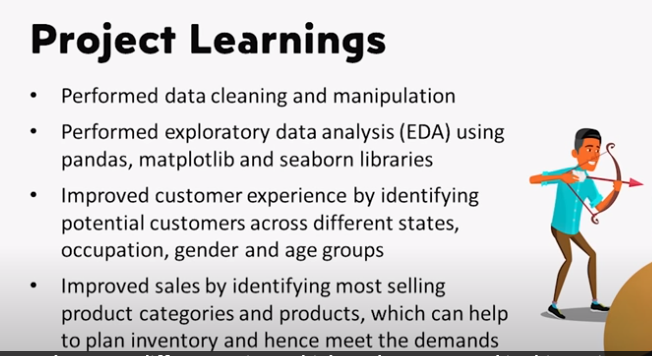 Project Learnings
• Performed data cleaning and manipulation
• Performed exploratory data analysis (EDA) using
pandas, matplotlib and seaborn libraries
• Improved customer experience by identifying
potential customers across different states,
occupation, gender and age groups
• Improved sales by identifying most selling
product categories and products, which can help
to plan inventory and hence meet the demands